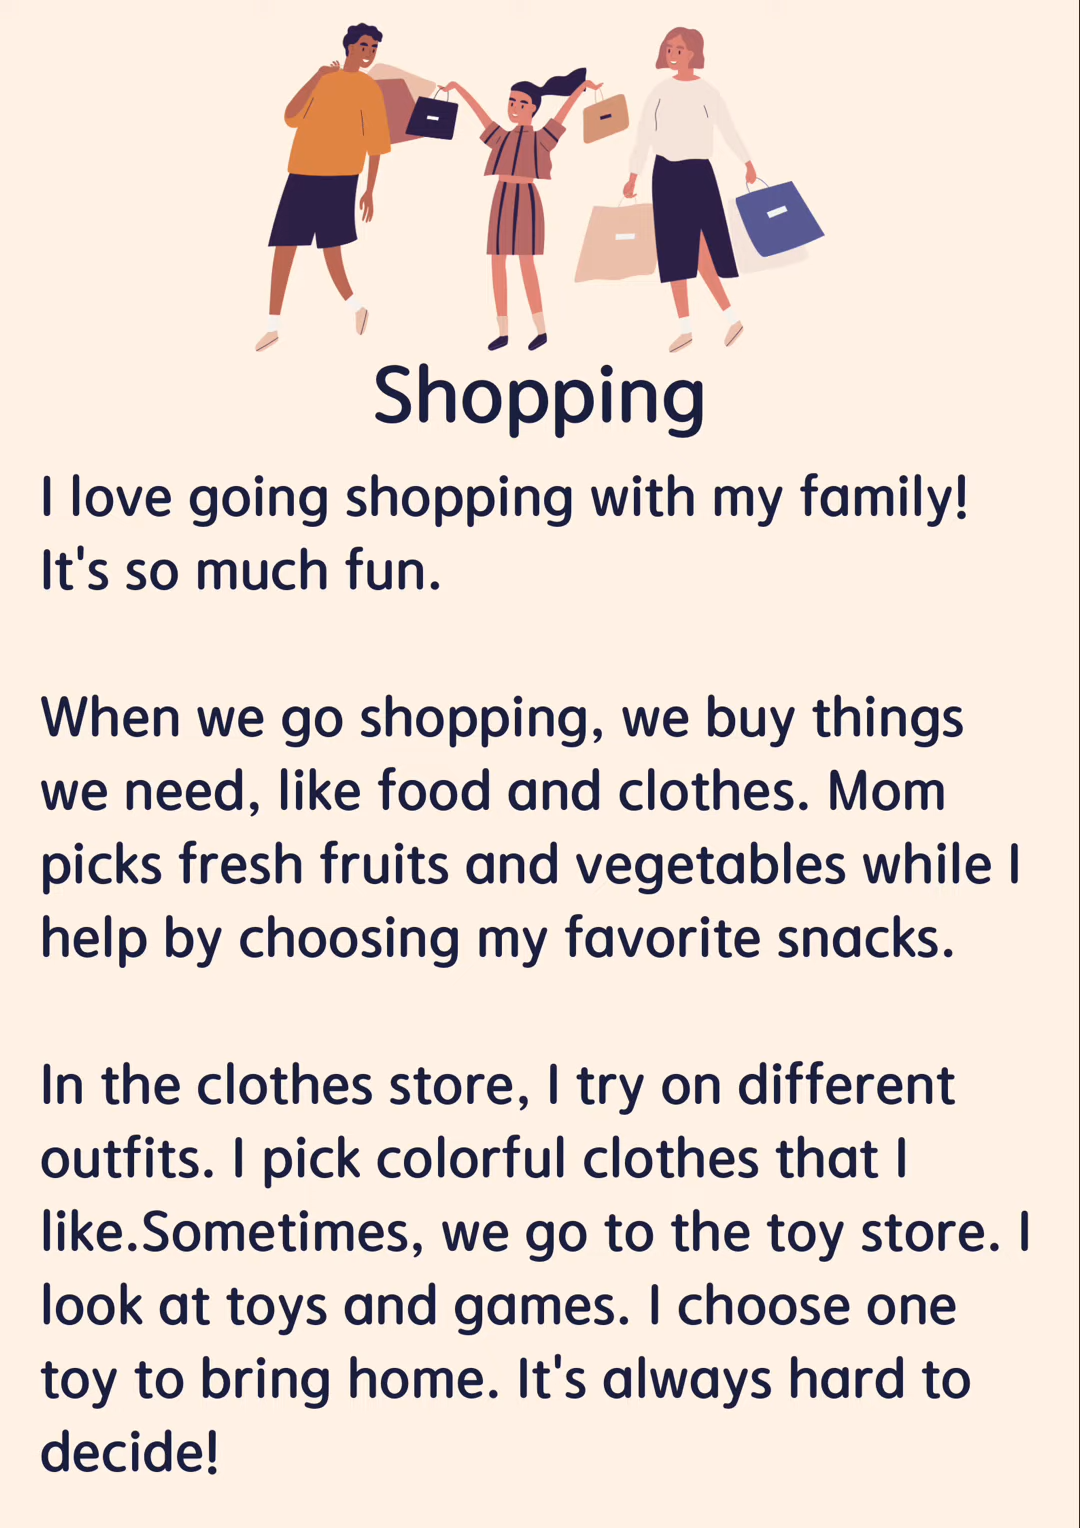 Shopping
I love going shopping with my family!
It's so much fun.
When we go shopping, we buy things
we need, like food and clothes. Mom
picks fresh fruits and vegetables while I
help by choosing my favorite snacks.
In the clothes store, I try on different
outfits. I pick colorful clothes that I
like.Sometimes, we go to the toy store. I
look at toys and games. I choose one
toy to bring home. It's always hard to
decide!